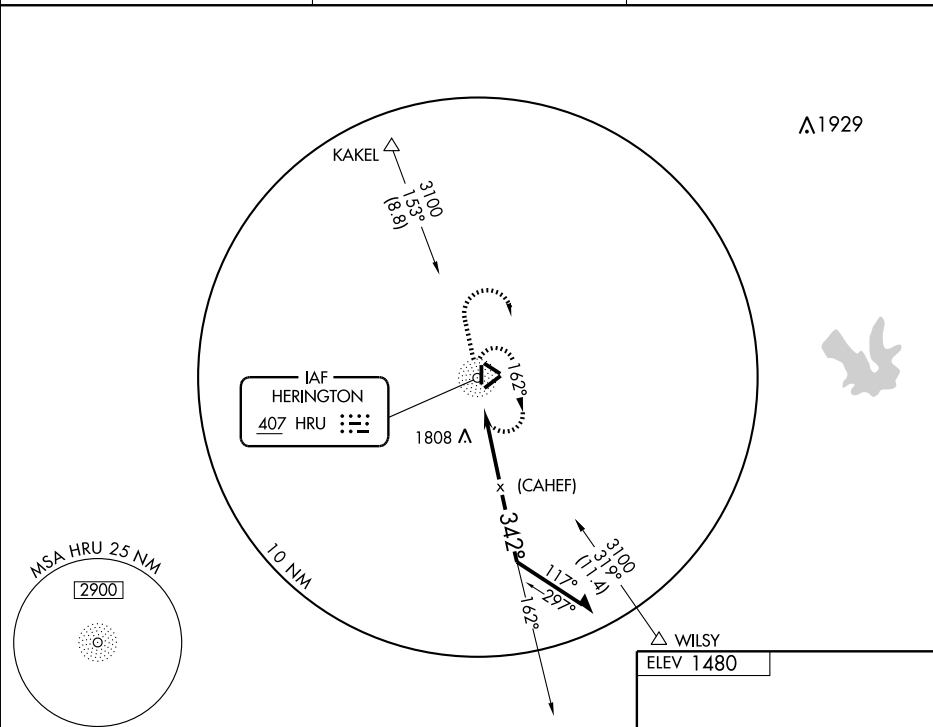 1929
KAKEL
3100
153°
(8.8)
IAF
HERINGTON
407 HRU
162°
1808
(CAHEF)
342°
10 NM
3100
319°
(11.4)
117°
297°
162°
MSA HRU 25 NM
2900
WILSY
ELEV 1480